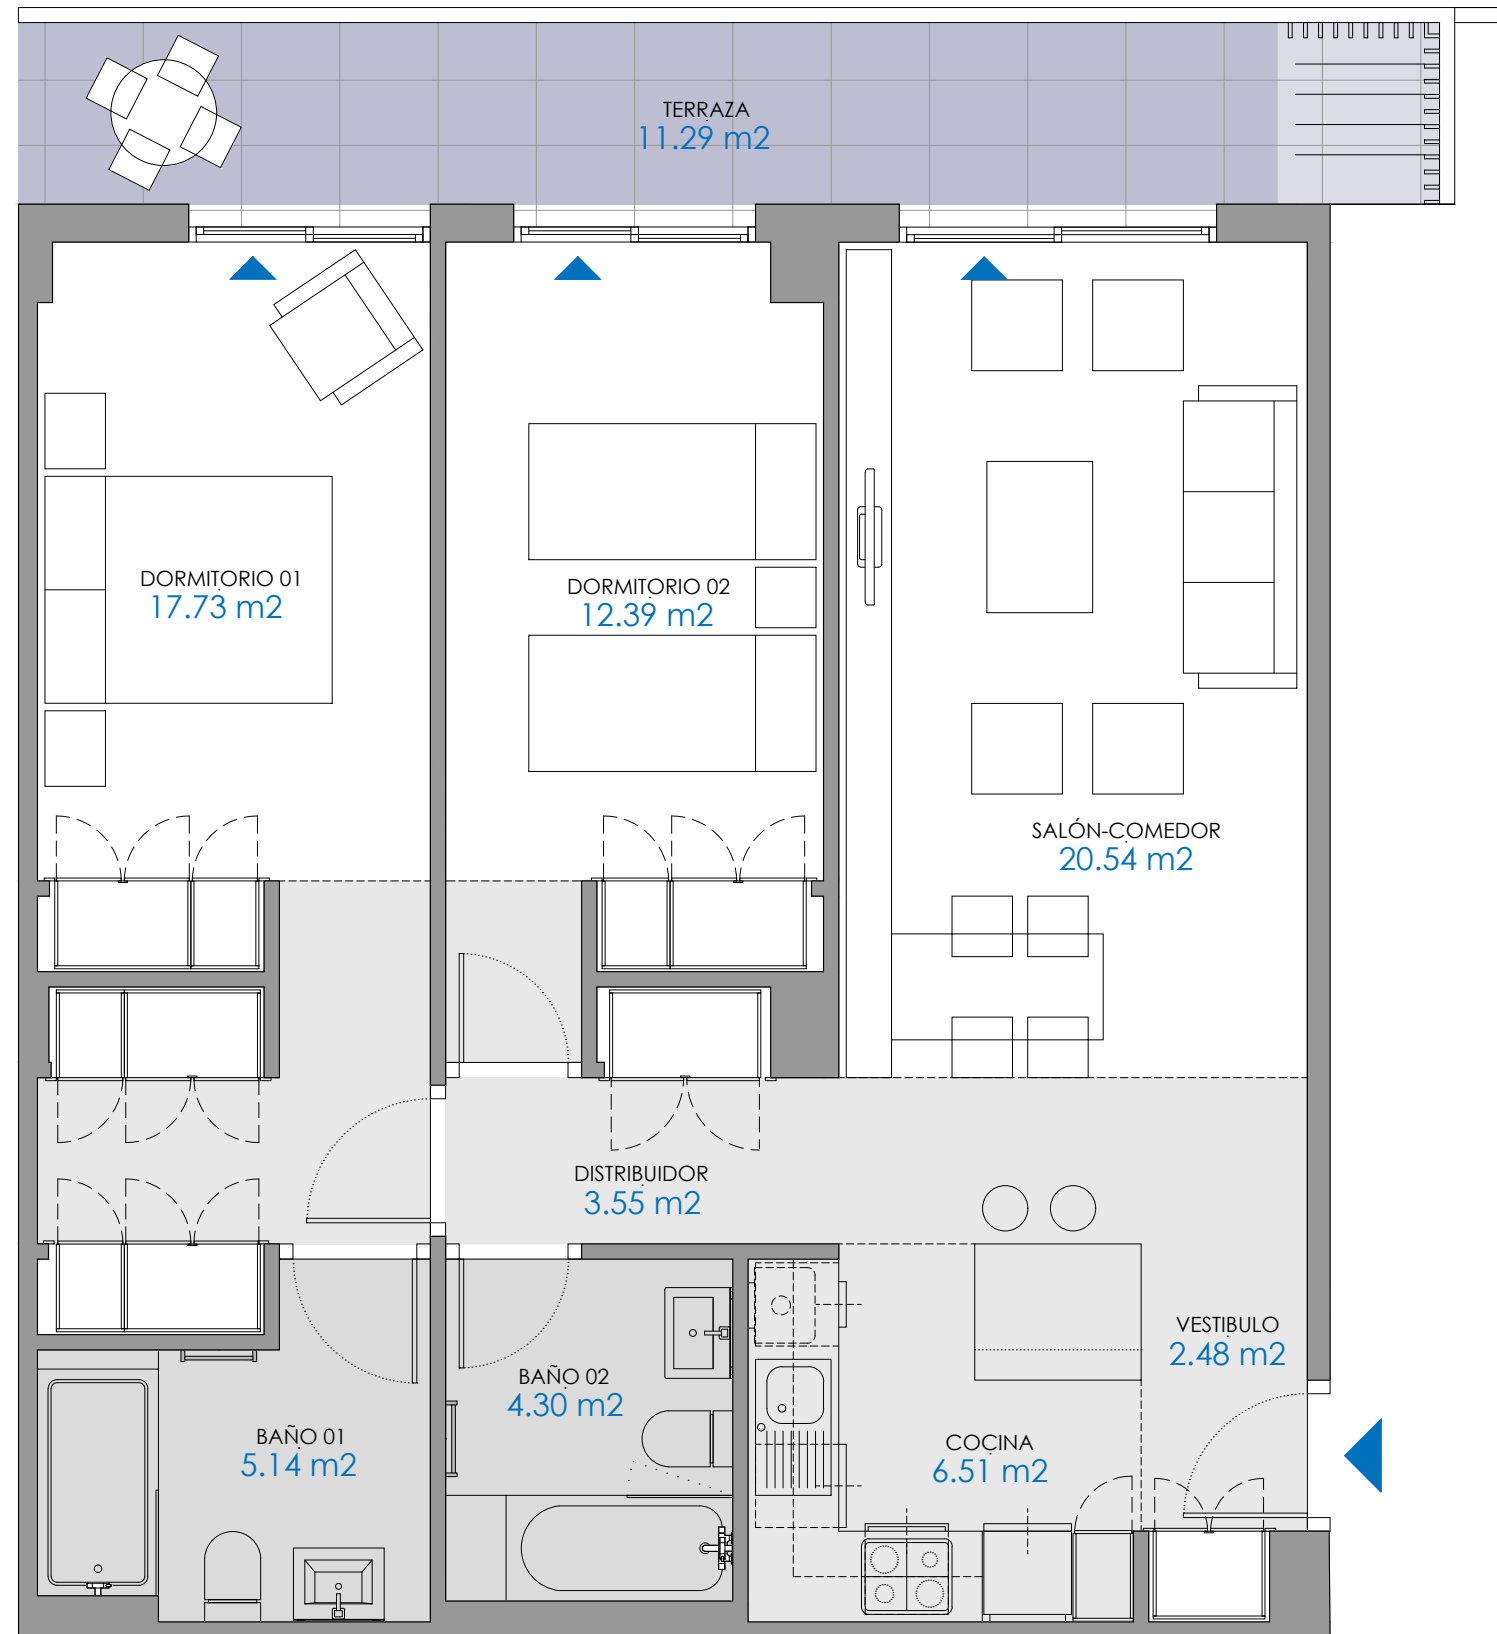 TERRAZA
11.29 m2
DORMITORIO 01
17.73 m2
DORMITORIO 02
12.39 m2
SALÓN-COMEDOR
20.54 m2
DISTRIBUIDOR
3.55 m2
VESTIBULO
2.48 m2
BAÑO 02
4.30 m2
BAÑO 01
5.14 m2
COCINA
6.51 m2